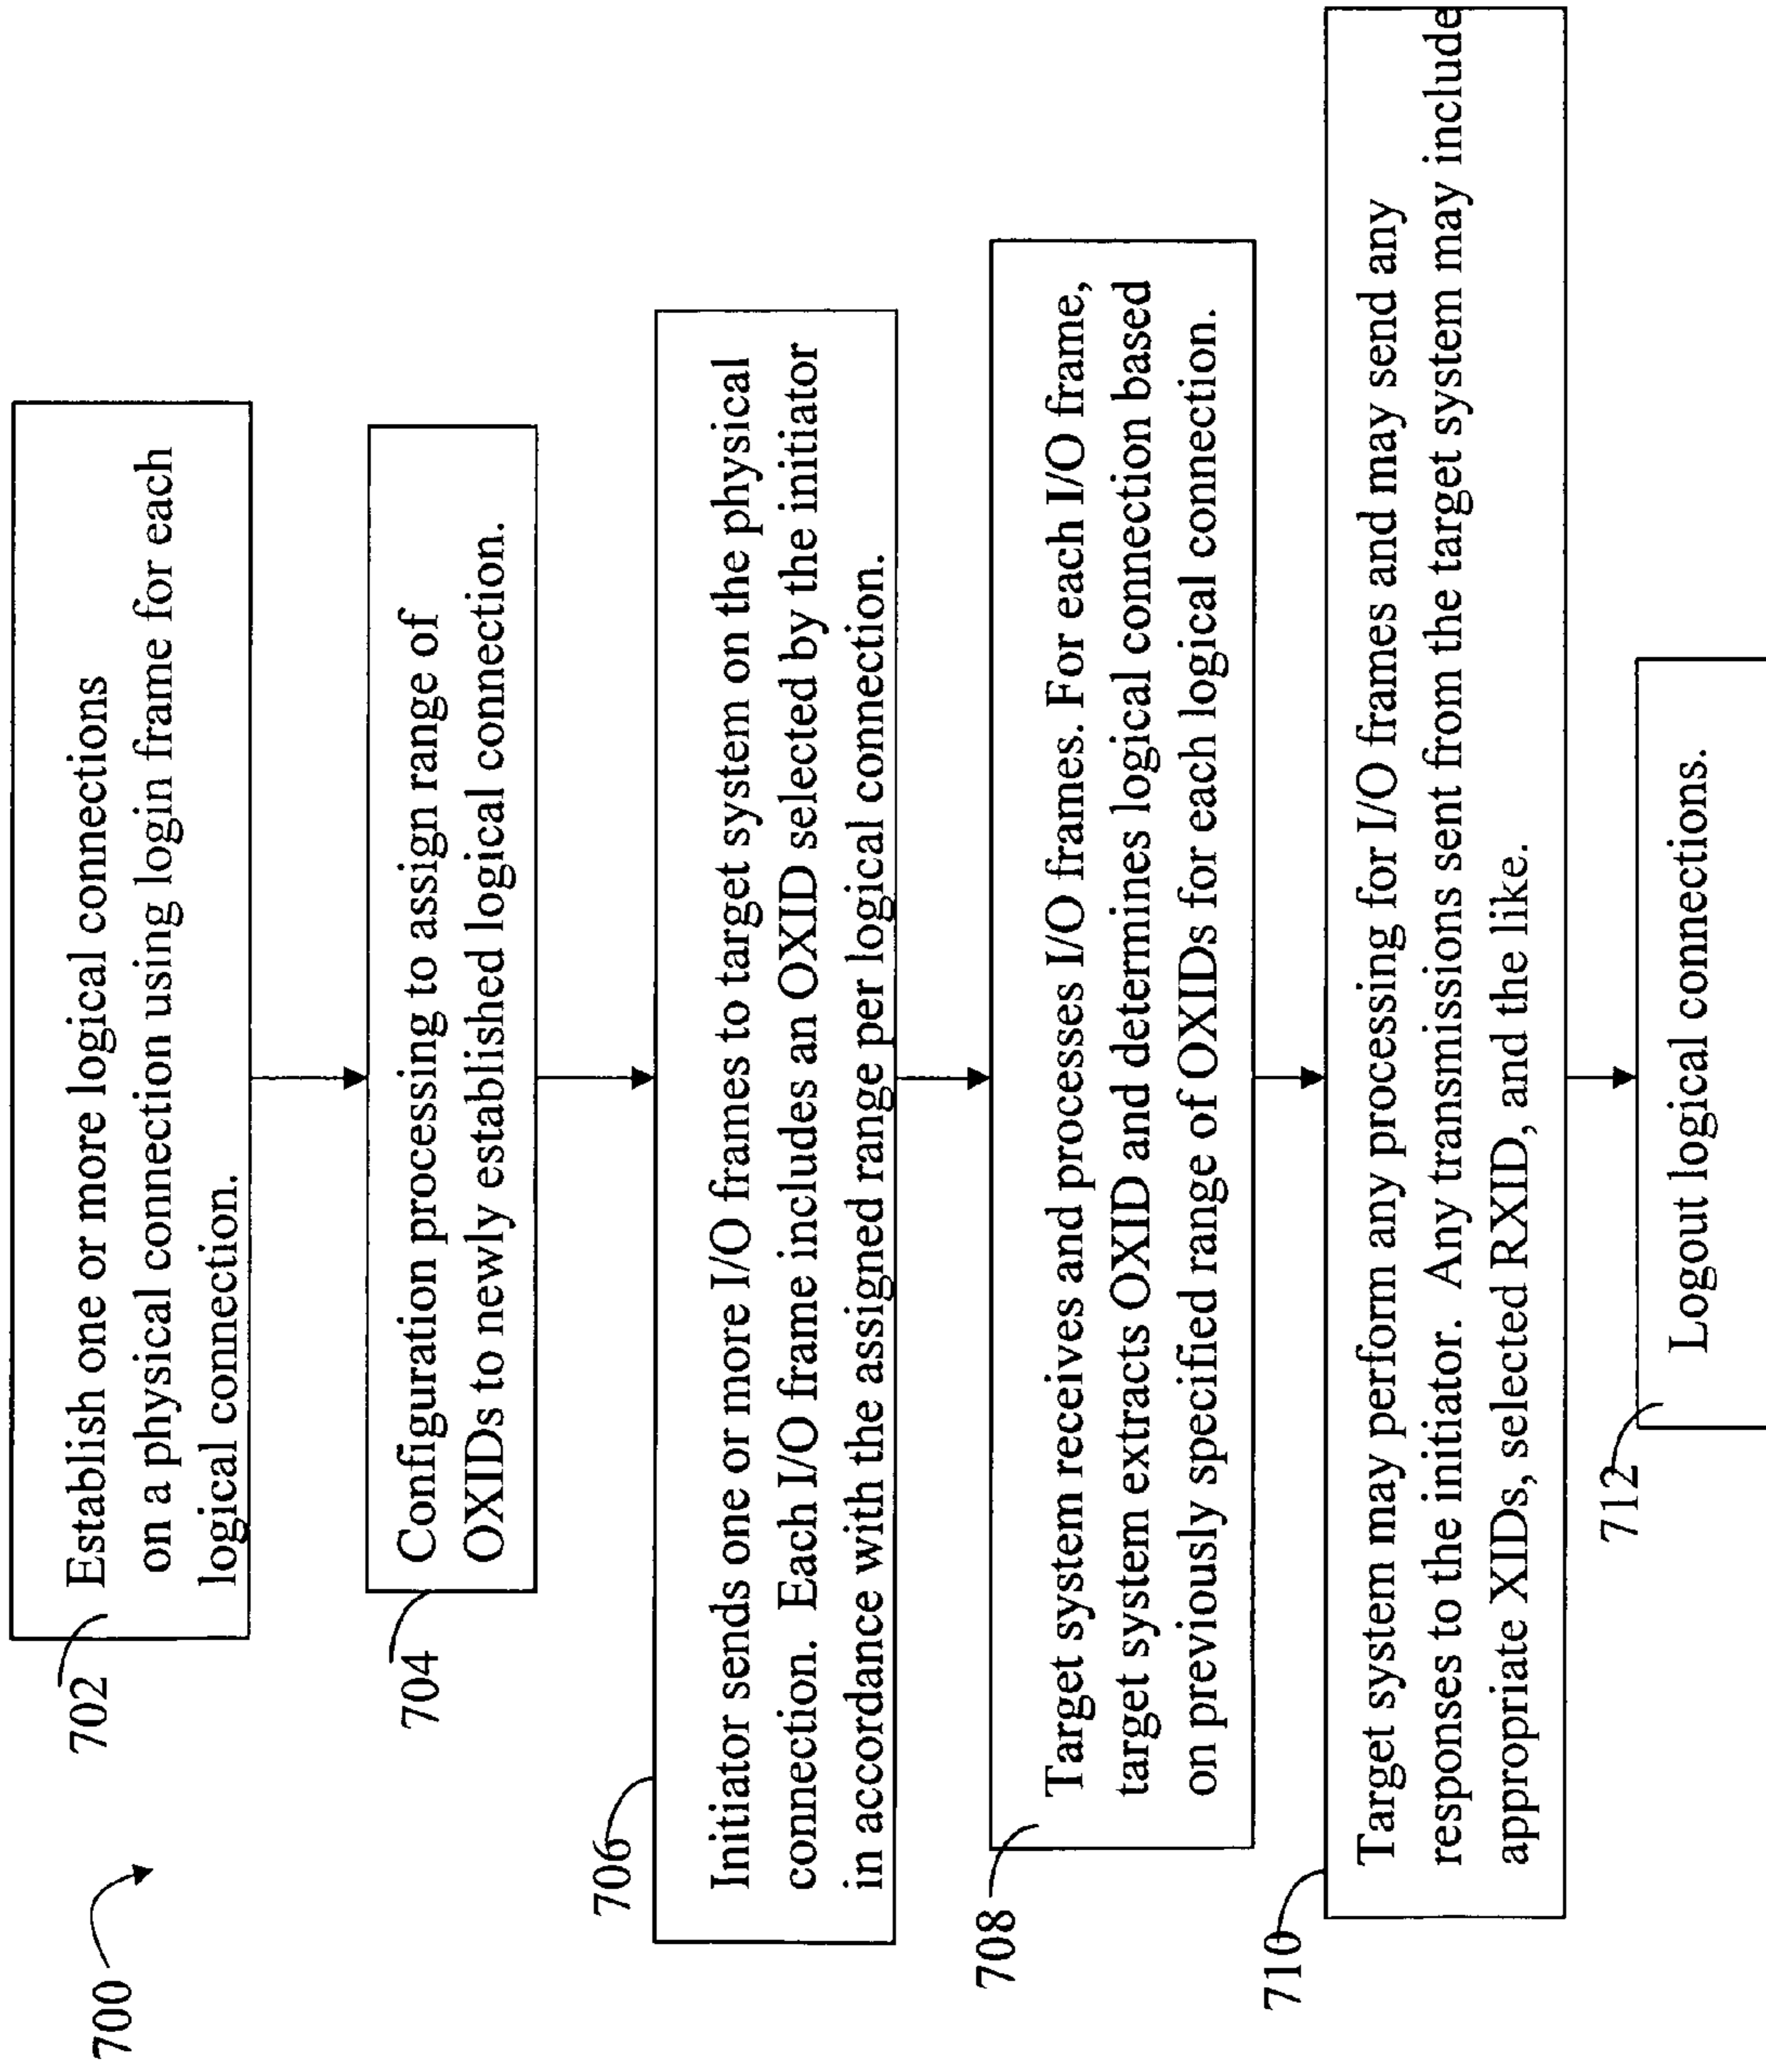 700
702
Establish one or more logical connections
on a physical connection using login frame for each
logical connection.
704
Configuration processing to assign range of
OXIDs to newly established logical connection.
706
Initiator sends one or more I/O frames to target system on the physical
connection. Each I/O frame includes an OXID selected by the initiator
in accordance with the assigned range per logical connection.
708
Target system receives and processes I/O frames. For each I/O frame,
target system extracts OXID and determines logical connection based
on previously specified range of OXIDs for each logical connection.
710
Target system may perform any processing for I/O frames and may send any
responses to the initiator. Any transmissions sent from the target system may include
appropriate XIDs, selected RXID, and the like.
712
Logout logical connections.